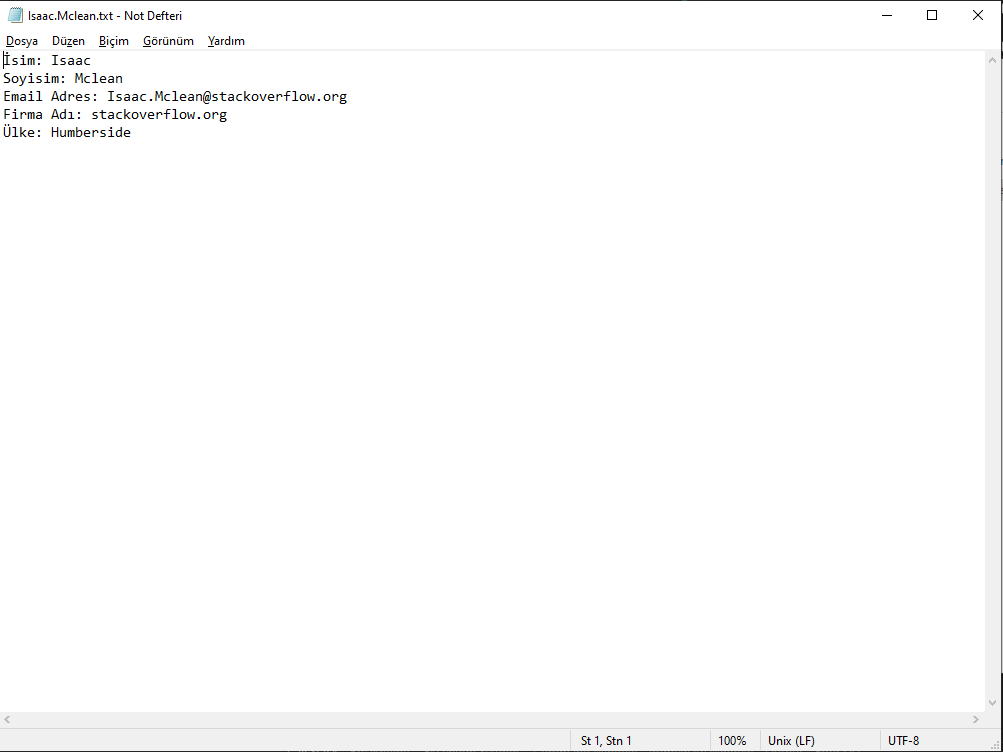 Isaac.Mclean.txt - Not Defteri
Dosya Düzen Biçim Görünüm Yardım
İsim: Isaac
Soyisim: Mclean
Email Adres: Isaac.Mclean@stackoverflow.org
Firma Adı: stackoverflow.org
Ülke: Humberside
St 1, Stn 1 100% Unix (LF) UTF-8